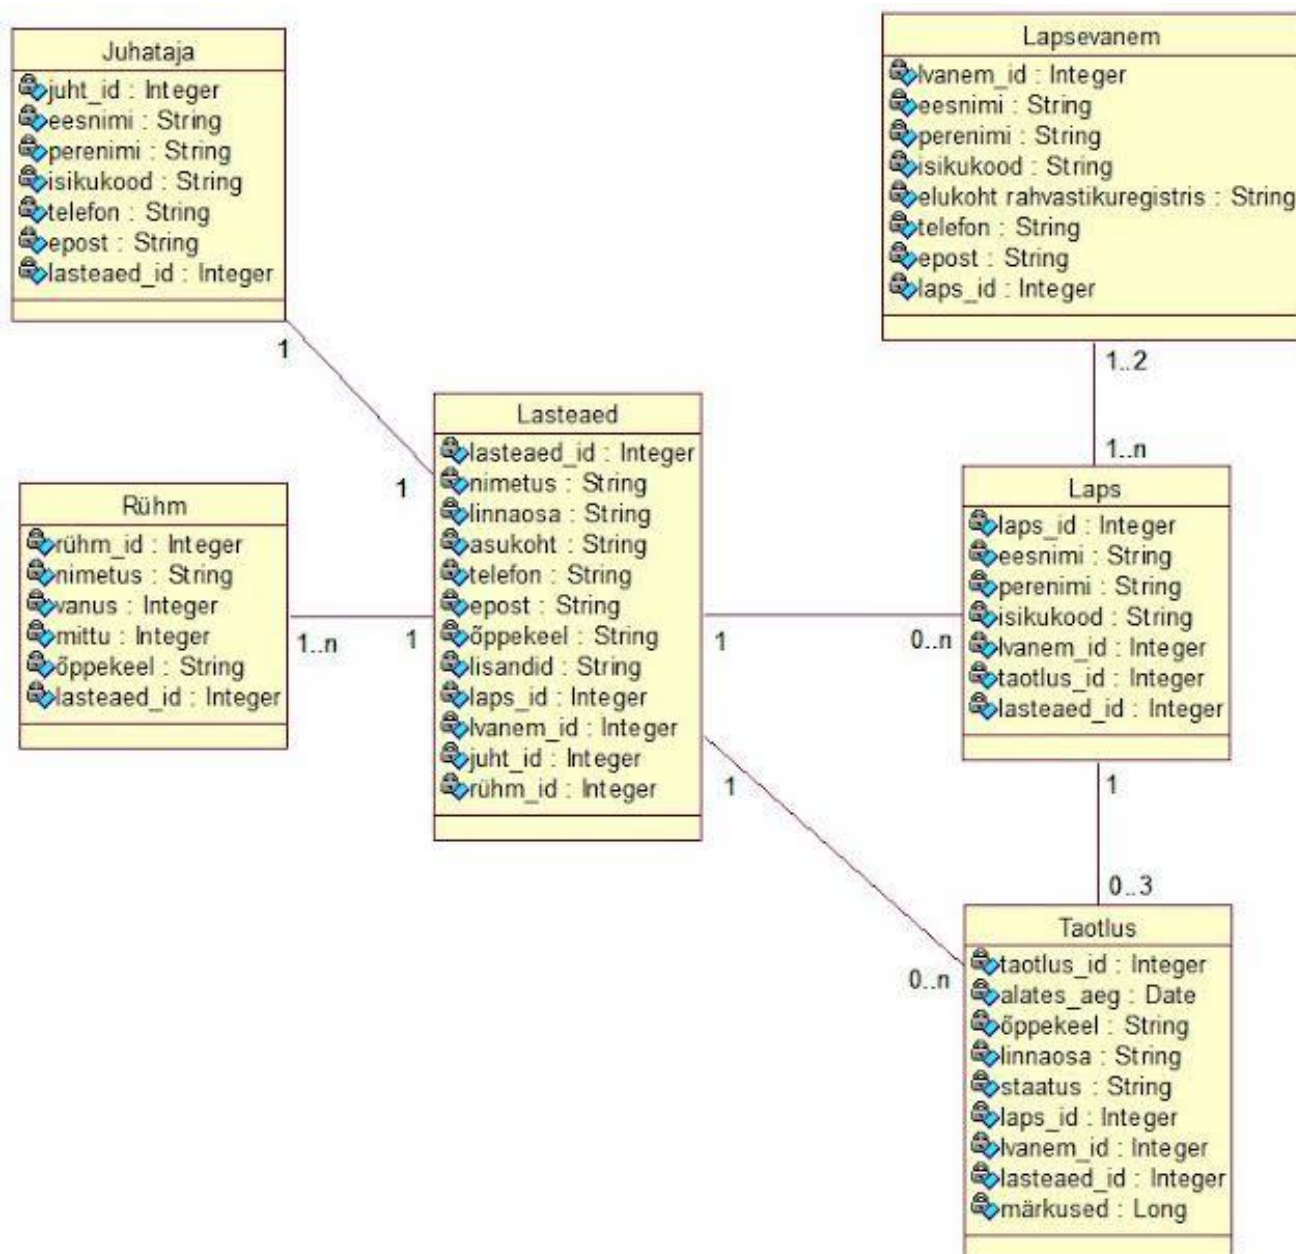 Juhataja
juht_id : Integer
eesnimi : String
perenimi : String
isikukood : String
telefon : String
epost : String
lasteaed_id : Integer
1
1
Lapsevanem
lvanem_id : Integer
eesnimi : String
perenimi : String
isikukood : String
elukoht rahvastikuregistris : String
telefon : String
epost : String
laps_id : Integer
1..2
1..n
Rühm
rühm_id : Integer
nimetus : String
vanus : Integer
mittu : Integer
õppekeel : String
lasteaed_id : Integer
1..n
1
Lasteaed
lasteaed_id : Integer
nimetus : String
linnaosa : String
asukoht : String
telefon : String
epost : String
õppekeel : String
lisandid : String
laps_id : Integer
lvanem_id : Integer
juht_id : Integer
rühm_id : Integer
1
0..n
1
0..n
Laps
laps_id : Integer
eesnimi : String
perenimi : String
isikukood : String
lvanem_id : Integer
taotlus_id : Integer
lasteaed_id : Integer
1
0..3
Taotlus
taotlus_id : Integer
alates_aeg : Date
õppekeel : String
linnaosa : String
staatus : String
laps_id : Integer
lvanem_id : Integer
lasteaed_id : Integer
märkused : Long